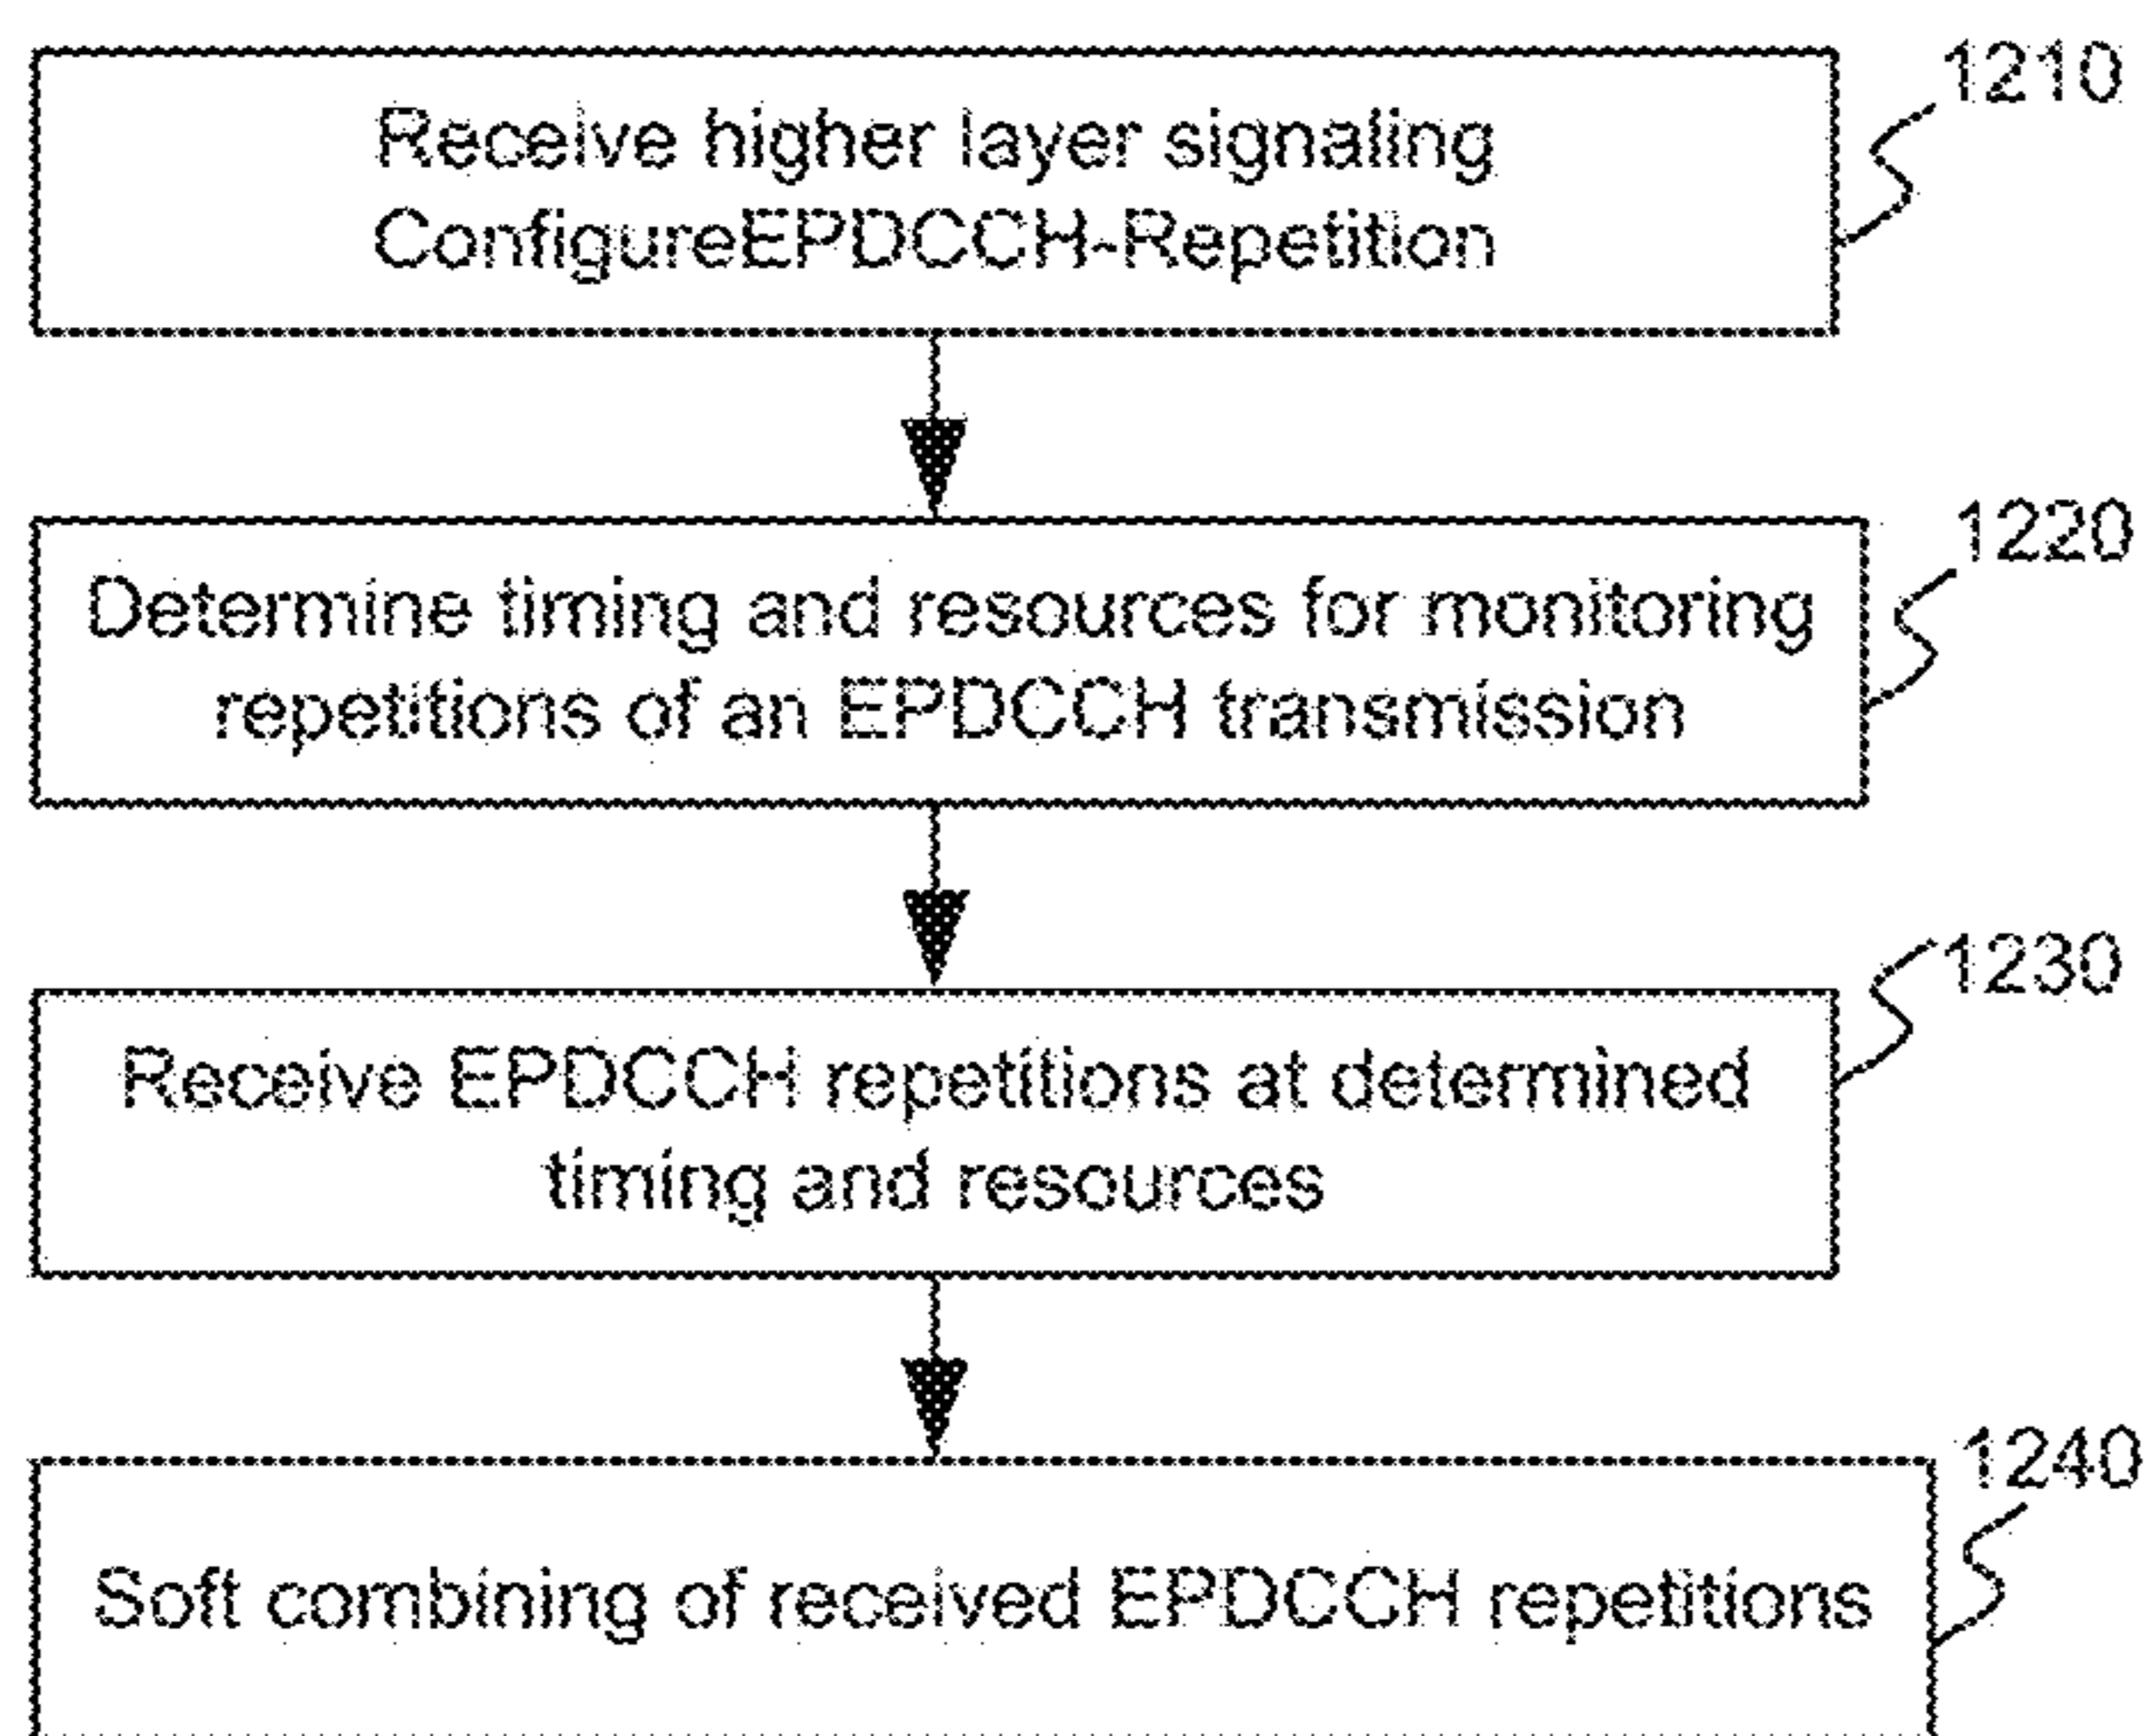 1210
Receive higher layer signaling
ConfigureEPDCCH-Repetition
1220
Determine timing and resources for monitoring
repetitions of an EPDCCH transmission
1230
Receive EPDCCH repetitions at determined
timing and resources
1240
Soft combining of received EPDCCH repetitions